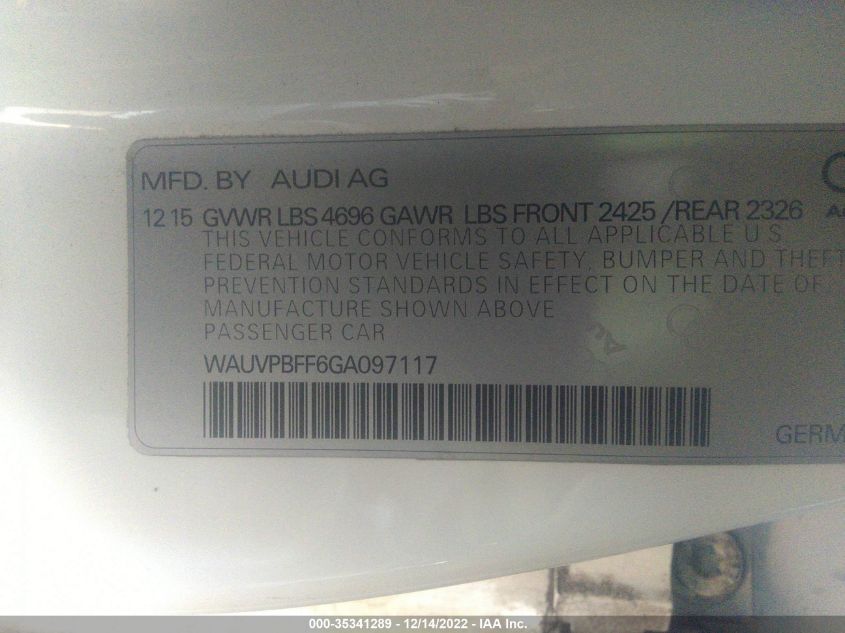 MFD. BY AUDI AG
12 15 GVWR LBS 4696 GAWR LBS FRONT 2425 /REAR 2326
THIS VEHICLE CONFORMS TO ALL APPLICABLE U S
FEDERAL MOTOR VEHICLE SAFETY, BUMPER AND THEFT
PREVENTION STANDARDS IN EFFECT ON THE DATE OF
MANUFACTURE SHOWN ABOVE
PASSENGER CAR
WAUVPBFF6GA097117
GERM
000-35341289 - 12/14/2022 - IAA Inc.